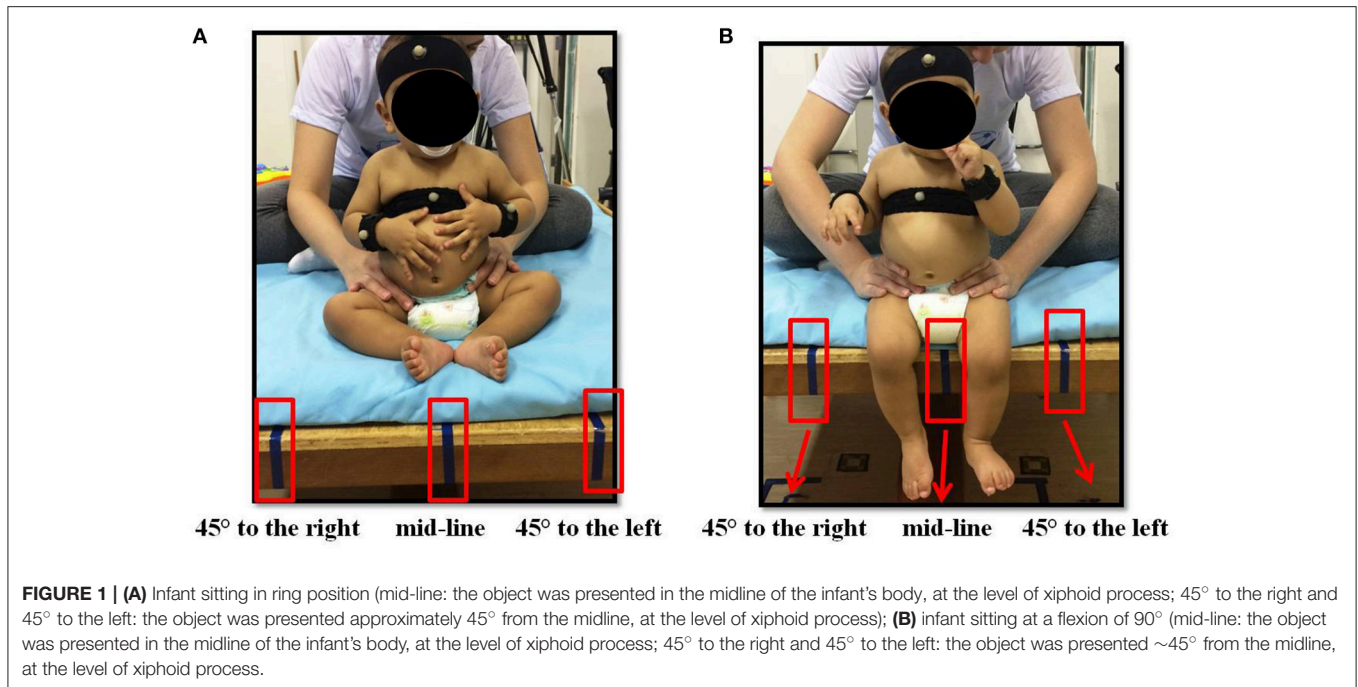 A
B
45° to the right mid-line 45° to the left
45° to the right mid-line 45° to the left
FIGURE 1 | (A) Infant sitting in ring position (mid-line: the object was presented in the midline of the infant's body, at the level of xiphoid process; 45° to the right and
45° to the left: the object was presented approximately 45° from the midline, at the level of xiphoid process); (B) infant sitting at a flexion of 90° (mid-line: the object
was presented in the midline of the infant's body, at the level of xiphoid process; 45° to the right and 45° to the left: the object was presented ~45° from the midline,
at the level of xiphoid process.